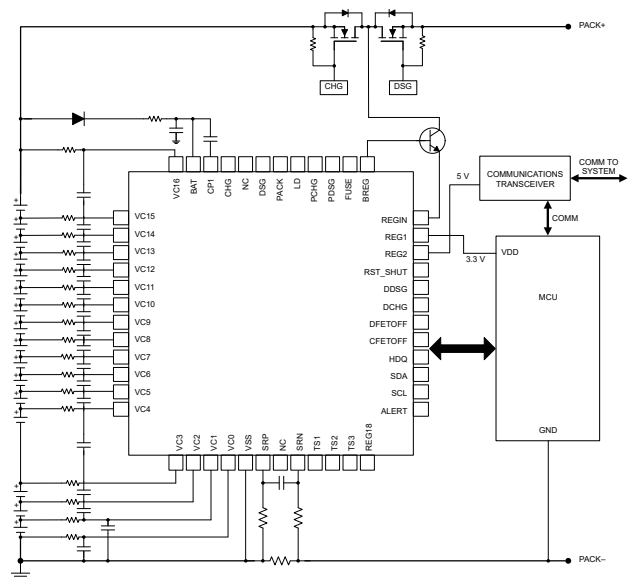 PACK+
CHG
DSG
VC16
BAT
CP1
CHG
NC
DSG
PACK
LD
PCHG
PDSG
FUSE
BREG
5 V
COMMUNICATIONS
TRANSCEIVER
COMM TO
SYSTEM
COMM
3.3 V
VDD
MCU
GND
VC15
VC14
VC13
VC12
VC11
VC10
VC9
VC8
VC7
VC6
VC5
VC4
REGIN
REG1
REG2
RST_SHUT
DDSG
DCHG
DFETOFF
CFETOFF
HDQ
SDA
SCL
ALERT
VC3
VC2
VC1
VC0
VSS
SRP
NC
SRN
TS1
TS2
TS3
REG18
PACK–